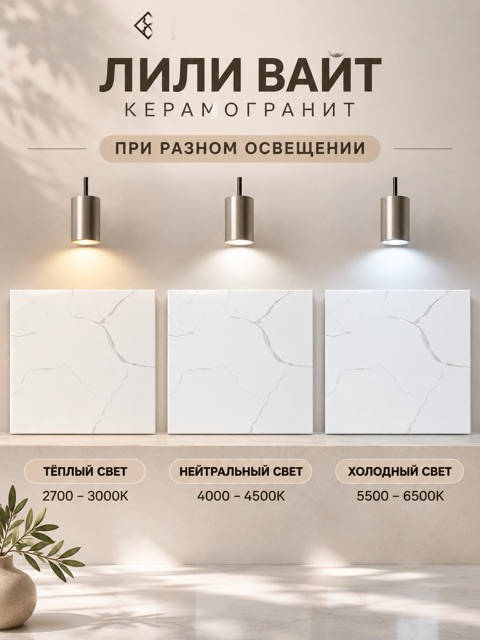 ЛИЛИ ВАЙТ
КЕРАМОГРАНИТ
ПРИ РАЗНОМ ОСВЕЩЕНИИ
ТЁПЛЫЙ СВЕТ
2700 – 3000K
НЕЙТРАЛЬНЫЙ СВЕТ
4000 – 4500K
ХОЛОДНЫЙ СВЕТ
5500 – 6500K